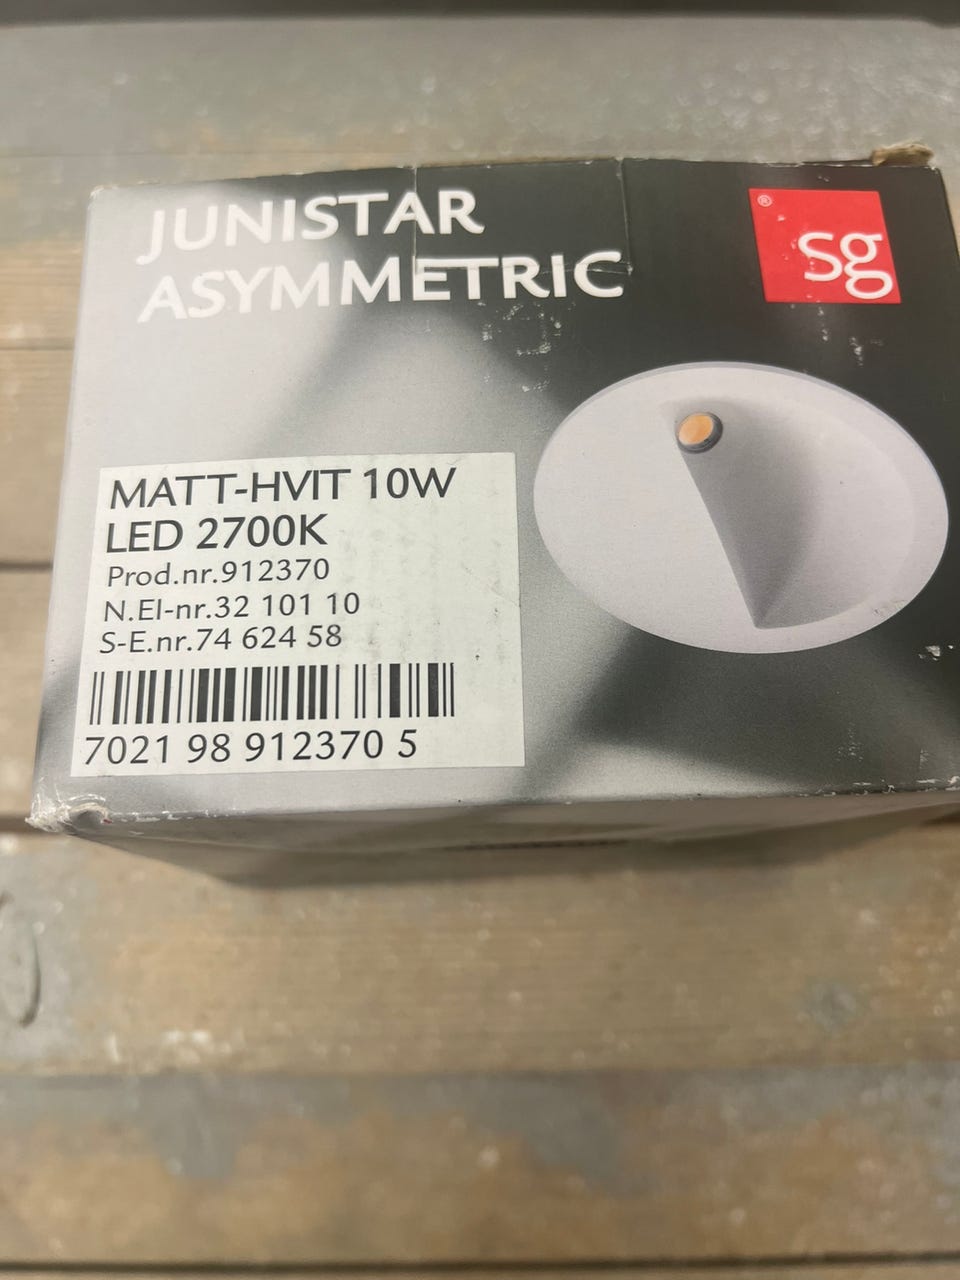 JUNISTAR
ASYMMETRIC
® sg
MATT-HVIT 10W
LED 2700K
Prod.nr.912370
N.El-nr.32 101 10
S-E.nr.74 624 58
7021 98 912370 5